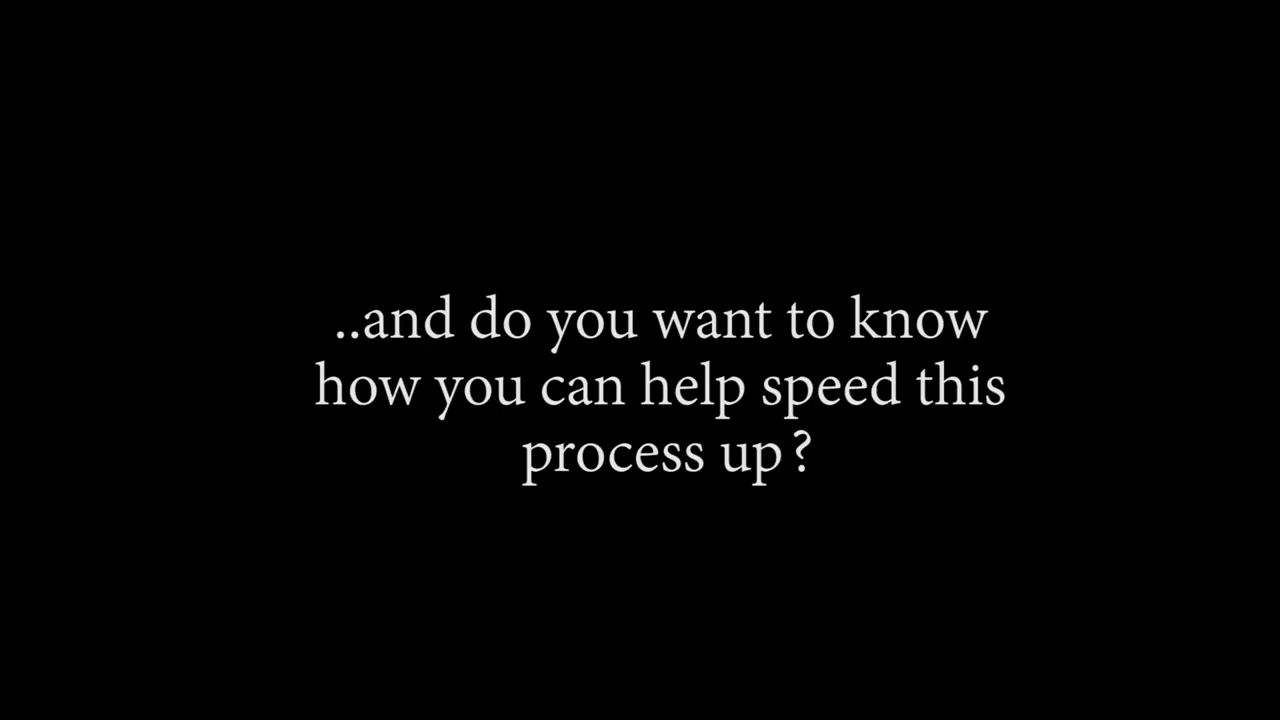 ..and do you want to know
how you can help speed this
process up?